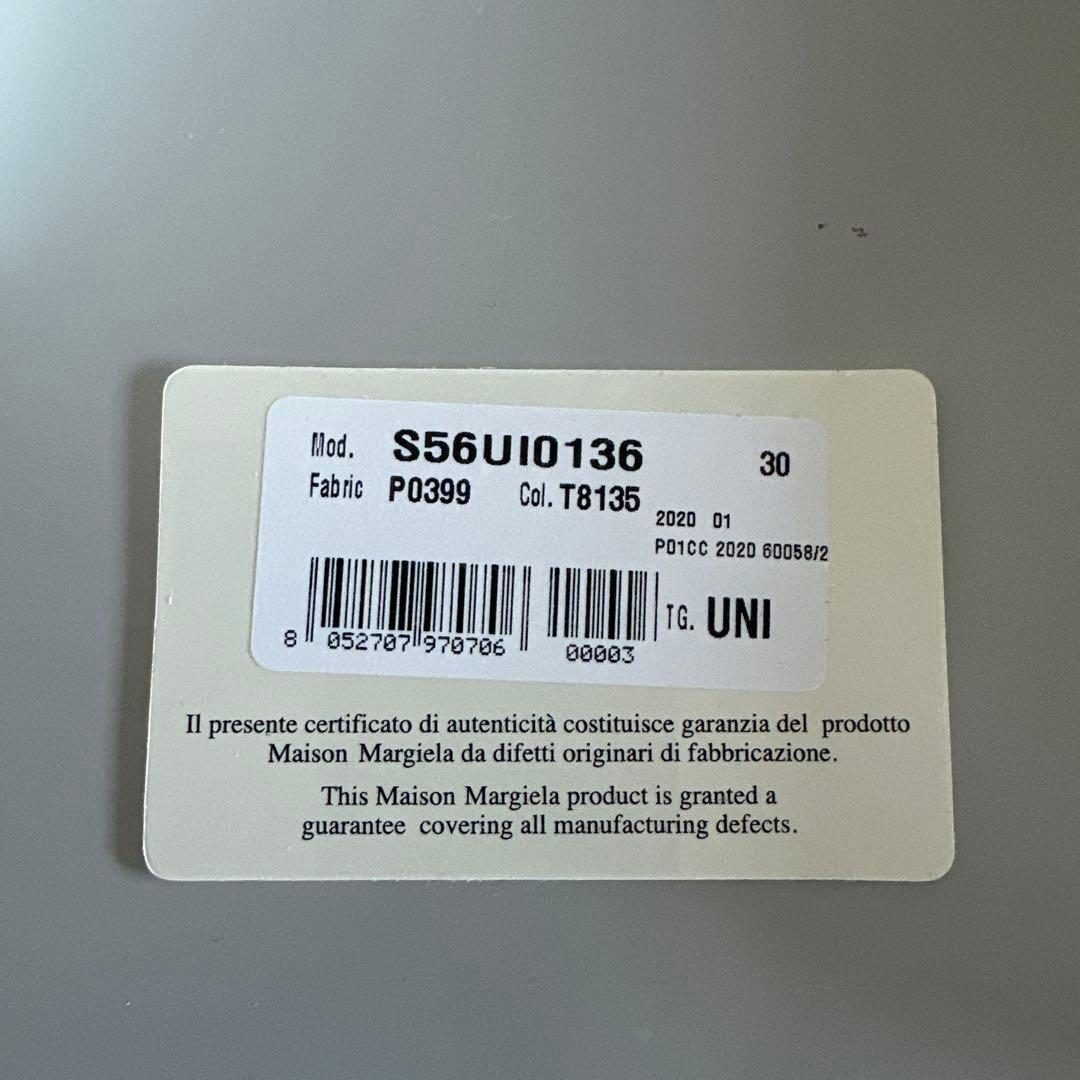 Mod. S56UI0136 30
Fabric P0399 Col. T8135
2020 01
P01CC 2020 60058/2
TG. UNI
8 052707 970706 00003
Il presente certificato di autenticità costituisce garanzia del prodotto
Maison Margiela da difetti originari di fabbricazione.
This Maison Margiela product is granted a
guarantee covering all manufacturing defects.